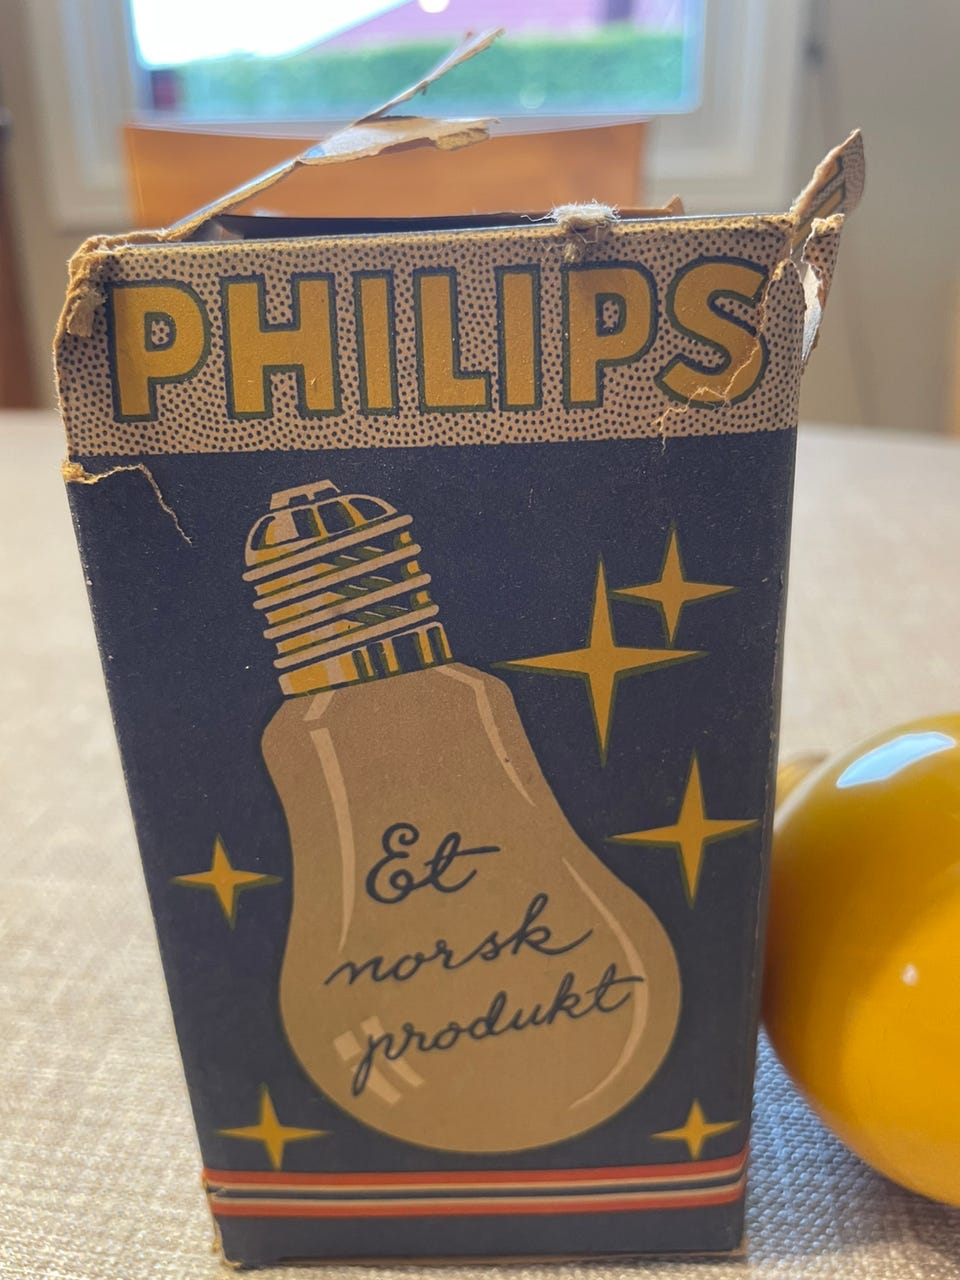 PHILIPS
Et
norsk
produkt